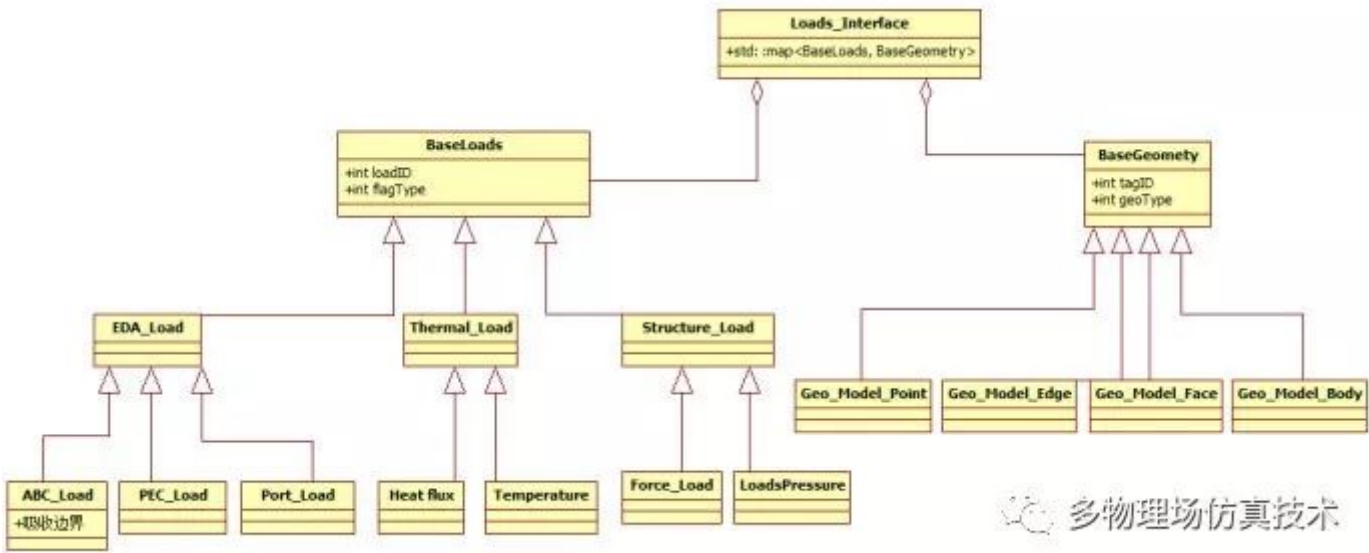 Loads_Interface
+std: :map<BaseLoads, BaseGeometry>
BaseLoads
+int loadID
+int flagType
BaseGeomety
+int tagID
+int geoType
EDA_Load
Thermal_Load
Structure_Load
Geo_Model_Point
Geo_Model_Edge
Geo_Model_Face
Geo_Model_Body
ABC_Load
+吸收边界
PEC_Load
Port_Load
Heat flux
Temperature
Force_Load
LoadsPressure
多物理场仿真技术